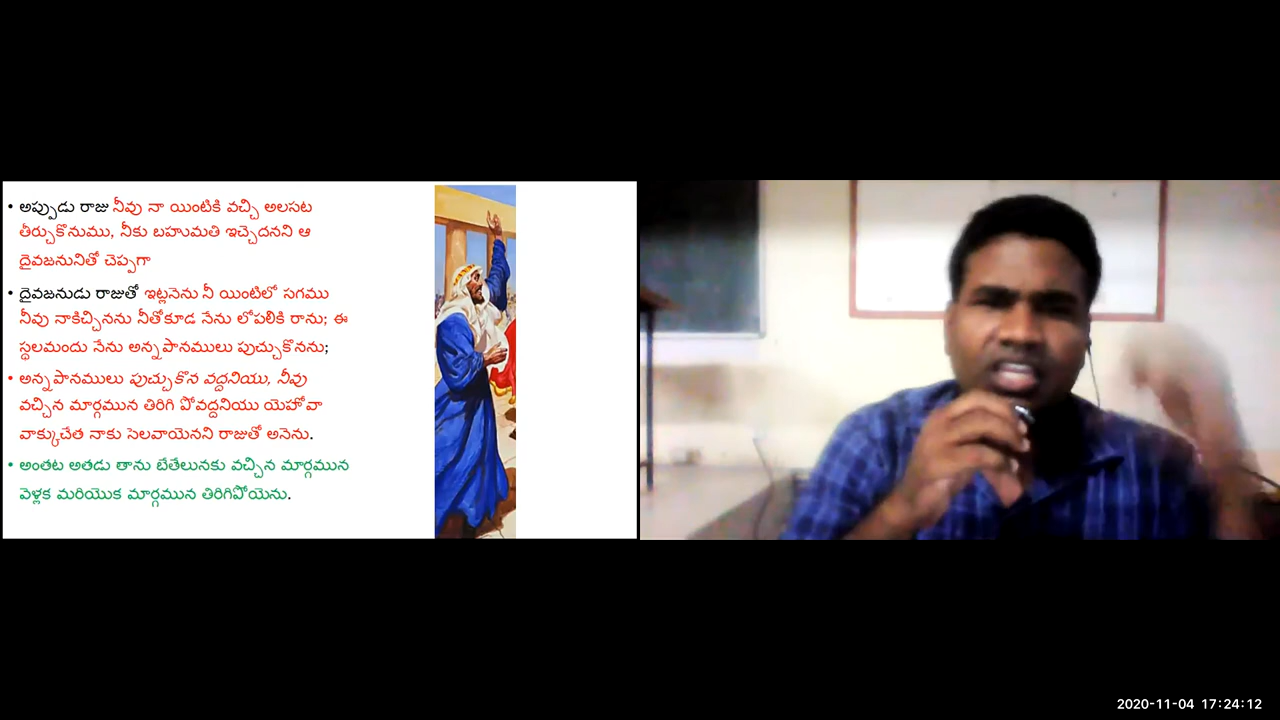 • అప్పుడు రాజు నీవు నా యింటికి వచ్చి అలసట
తీర్చుకొనుము, నీకు బహుమతి ఇచ్చెదనని ఆ
దైవజనునితో చెప్పగా
• దైవజనుడు రాజుతో ఇట్లనెను నీ యింటిలో సగము
నీవు నాకిచ్చినను నీతోకూడ నేను లోపలికి రాను; ఈ
స్థలమందు నేను అన్నపానములు పుచ్చుకొనను;
• అన్నపానములు పుచ్చుకొన వద్దనియు, నీవు
వచ్చిన మార్గమున తిరిగి పోవద్దనియు యెహోవా
వాక్కుచేత నాకు సెలవాయెనని రాజుతో అనెను.
• అంతట అతడు తాను బేతేలునకు వచ్చిన మార్గమున
వెళ్లక మరియొక మార్గమున తిరిగిపోయెను.
2020-11-04 17:24:12